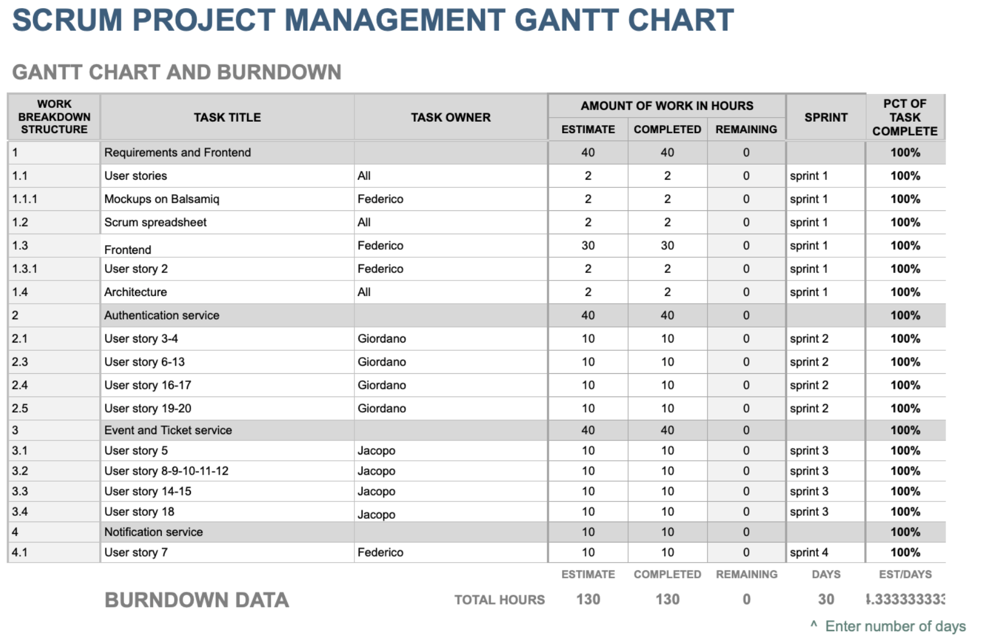 SCRUM PROJECT MANAGEMENT GANTT CHART
GANTT CHART AND BURNDOWN
WORK BREAKDOWN STRUCTURE TASK TITLE TASK OWNER AMOUNT OF WORK IN HOURS SPRINT PCT OF TASK COMPLETE
ESTIMATE COMPLETED REMAINING
1 Requirements and Frontend 40 40 0 100%
1.1 User stories All 2 2 0 sprint 1 100%
1.1.1 Mockups on Balsamiq Federico 2 2 0 sprint 1 100%
1.2 Scrum spreadsheet All 2 2 0 sprint 1 100%
1.3 Frontend Federico 30 30 0 sprint 1 100%
1.3.1 User story 2 Federico 2 2 0 sprint 1 100%
1.4 Architecture All 2 2 0 sprint 1 100%
2 Authentication service 40 40 0 100%
2.1 User story 3-4 Giordano 10 10 0 sprint 2 100%
2.3 User story 6-13 Giordano 10 10 0 sprint 2 100%
2.4 User story 16-17 Giordano 10 10 0 sprint 2 100%
2.5 User story 19-20 Giordano 10 10 0 sprint 2 100%
3 Event and Ticket service 40 40 0 100%
3.1 User story 5 Jacopo 10 10 0 sprint 3 100%
3.2 User story 8-9-10-11-12 Jacopo 10 10 0 sprint 3 100%
3.3 User story 14-15 Jacopo 10 10 0 sprint 3 100%
3.4 User story 18 Jacopo 10 10 0 sprint 3 100%
4 Notification service 10 10 0 100%
4.1 User story 7 Federico 10 10 0 sprint 4 100%
ESTIMATE COMPLETED REMAINING DAYS EST/DAYS
BURNDOWN DATA TOTAL HOURS 130 130 0 30 4.333333333
^ Enter number of days